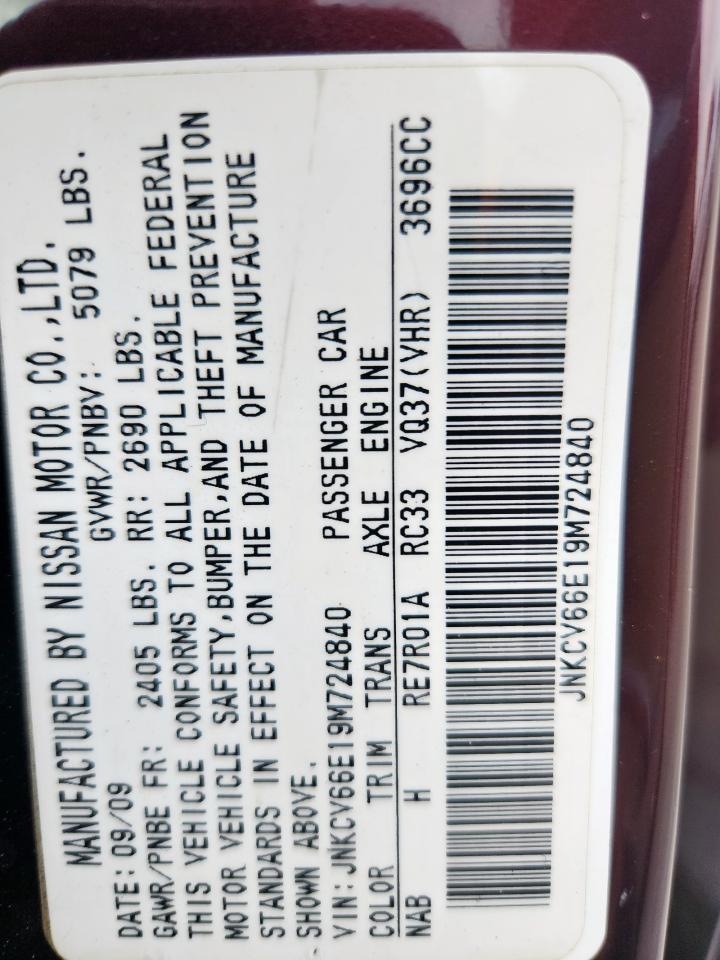 MANUFACTURED BY NISSAN MOTOR CO.,LTD.
DATE: 09/09 GVWR/PNBV: 5079 LBS.
GAWR/PNBE FR: 2405 LBS. RR: 2690 LBS.
THIS VEHICLE CONFORMS TO ALL APPLICABLE FEDERAL
MOTOR VEHICLE SAFETY,BUMPER,AND THEFT PREVENTION
STANDARDS IN EFFECT ON THE DATE OF MANUFACTURE
SHOWN ABOVE.
VIN:JNKCV66E19M724840 PASSENGER CAR
COLOR TRIM TRANS AXLE ENGINE
NAB H RE7R01A RC33 VQ37(VHR) 3696CC
JNKCV66E19M724840